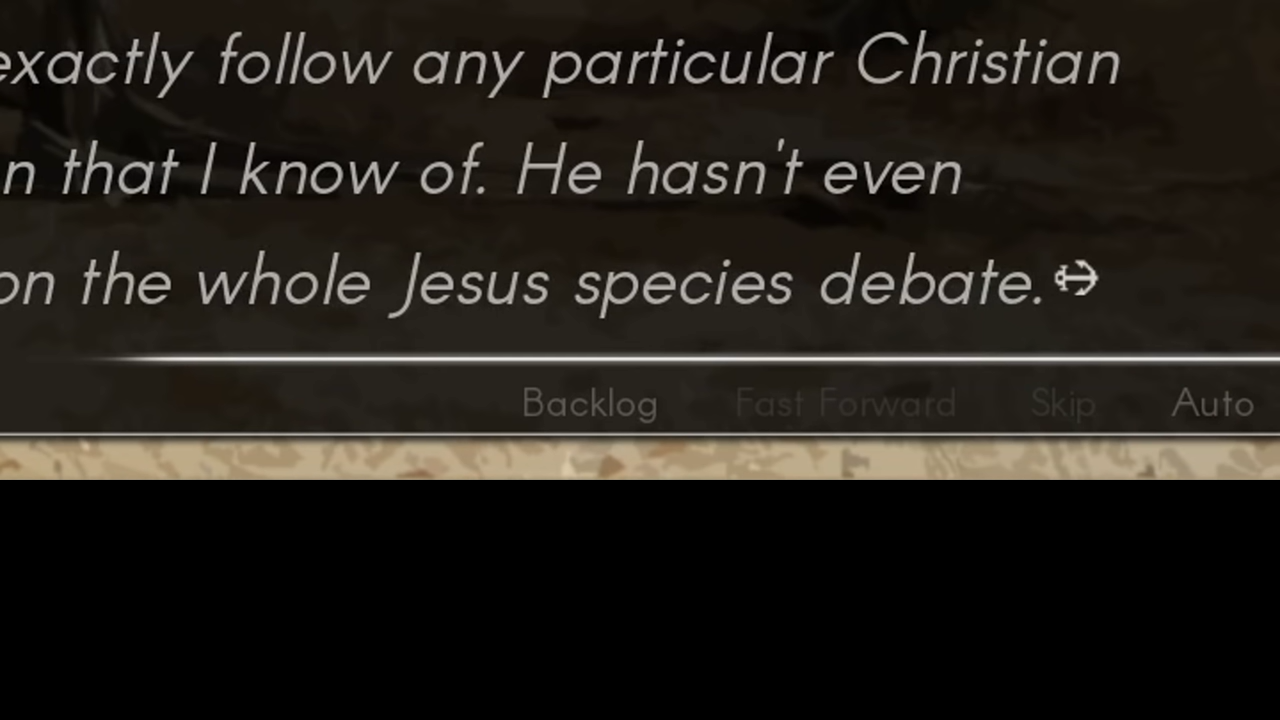 exactly follow any particular Christian
n that I know of. He hasn't even
on the whole Jesus species debate.
Backlog Fast Forward Skip Auto